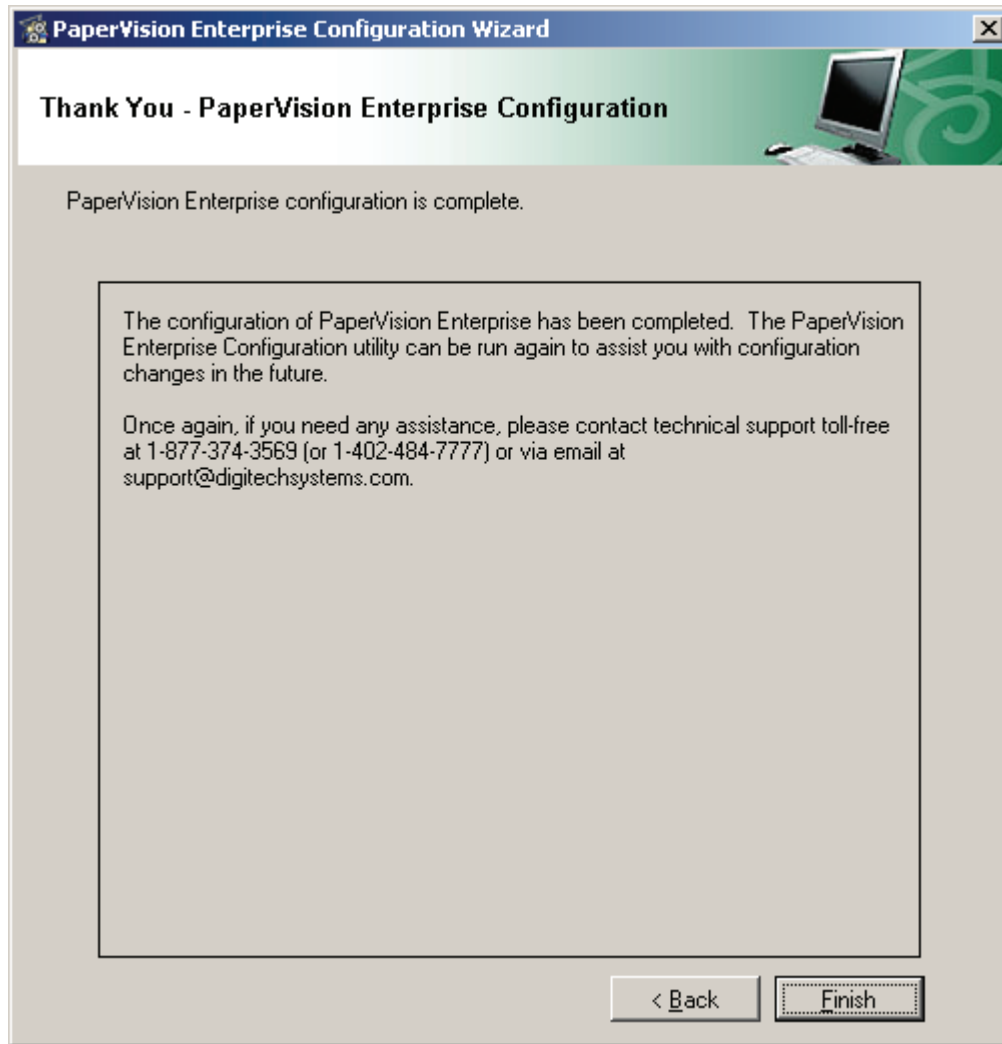 PaperVision Enterprise Configuration Wizard
Thank You - PaperVision Enterprise Configuration
PaperVision Enterprise configuration is complete.
The configuration of PaperVision Enterprise has been completed.  The PaperVision
Enterprise Configuration utility can be run again to assist you with configuration
changes in the future.
Once again, if you need any assistance, please contact technical support toll-free
at 1-877-374-3569 (or 1-402-484-7777) or via email at
support@digitechsystems.com.
< Back
Finish